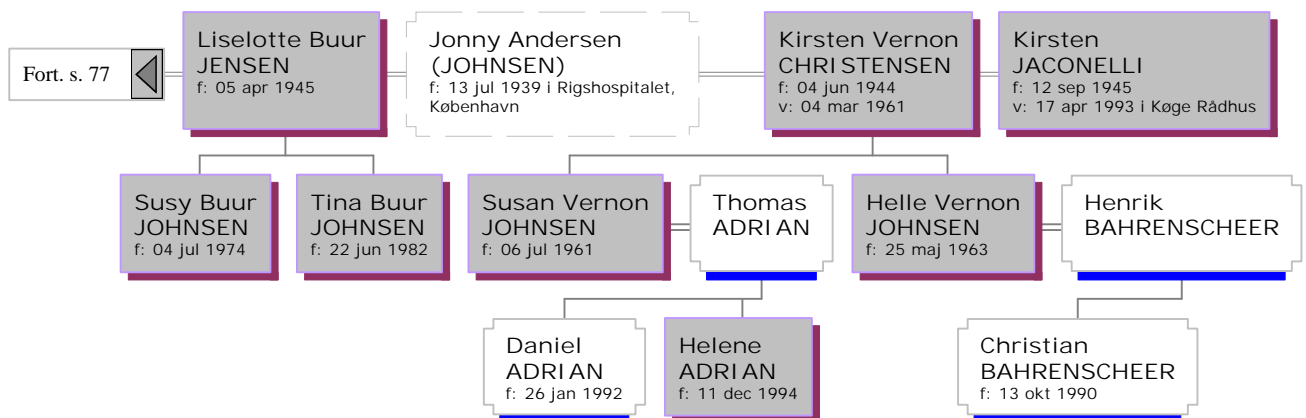 Fort. s. 77
Liselotte Buur
JENSEN
f: 05 apr 1945
Jonny Andersen
(JOHNSEN)
f: 13 jul 1939 i Rigshospitalet,
København
Kirsten Vernon
CHRISTENSEN
f: 04 jun 1944
v: 04 mar 1961
Kirsten
JACONELLI
f: 12 sep 1945
v: 17 apr 1993 i Køge Rådhus
Susy Buur
JOHNSEN
f: 04 jul 1974
Tina Buur
JOHNSEN
f: 22 jun 1982
Susan Vernon
JOHNSEN
f: 06 jul 1961
Thomas
ADRIAN
Helle Vernon
JOHNSEN
f: 25 maj 1963
Henrik
BAHRENSCHEER
Daniel
ADRIAN
f: 26 jan 1992
Helene
ADRIAN
f: 11 dec 1994
Christian
BAHRENSCHEER
f: 13 okt 1990